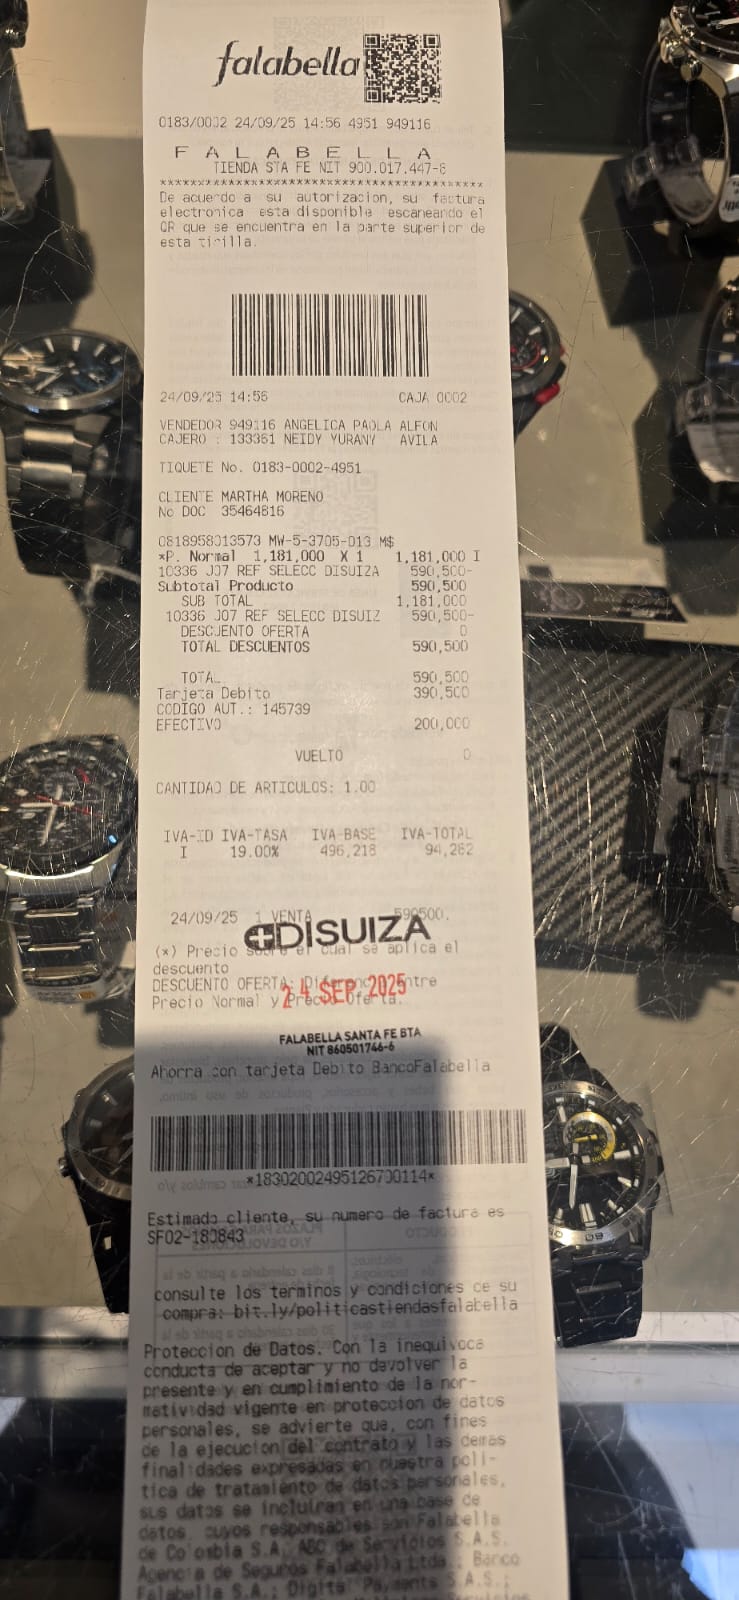 falabella
0183/0002 24/09/25 14:56 4951 949116
F A L A B E L L A
TIENDA STA FE NIT 900.017.447-8
****************************************************
De acuerdo a su autorizacion, su factura
electronica esta disponible escaneando el
QR que se encuentra en la parte superior de
esta tirilla.
24/09/25 14:56 CAJA 0002
VENDEDOR 949116 ANGELICA PAOLA ALFON
CAJERO : 133361 NEIDY YURANY AVILA
TIQUETE No. 0183-0002-4951
CLIENTE MARTHA MORENO
No DOC 35464816
0818958013573 MW-5-3705-013 M$
*P. Normal 1,181,000 X 1 1,181,000 I
10336 J07 REF SELECC DISUIZA 590,500-
Subtotal Producto 590,500
SUB TOTAL 1,181,000
10336 J07 REF SELECC DISUIZ 590,500-
DESCUENTO OFERTA 0
TOTAL DESCUENTOS 590,500
TOTAL 590,500
Tarjeta Debito 390,500
CODIGO AUT.: 145739
EFECTIVO 200,000
VUELTO 0
CANTIDAD DE ARTICULOS: 1.00
IVA-ID IVA-TASA IVA-BASE IVA-TOTAL
I 19.00% 496,218 94,282
24/09/25 1 VENTA 590500.
DISUIZA
(*) Precio sobre el cual se aplica el
descuento
DESCUENTO OFERTA: Diferencia entre
Precio Normal y Precio Oferta.
24 SEP 2025
FALABELLA SANTA FE BTA
NIT 860501746-6
Ahorra con tarjeta Debito BancoFalabella
*18302002495126700114*
Estimado cliente, su numero de factura es
SF02-180843
consulte los terminos y condiciones de su
compra: bit.ly/politicastiendasfalabella
Proteccion de Datos. Con la inequivoca
conducta de aceptar y no devolver la
presente y en cumplimiento de la nor-
matividad vigente en proteccion de datos
personales, se advierte que, con fines
de la ejecucion del contrato y las demas
finalidades expresadas en nuestra poli-
tica de tratamiento de datos personales,
sus datos se incluiran en una base de
datos, cuyos responsables son Falabella
de Colombia S.A, ABC de Servicios S.A.S.
Agencia de Seguros Falabella Ltda.; Banco
Falabella S.A.; Digital Payments S.A.S.;